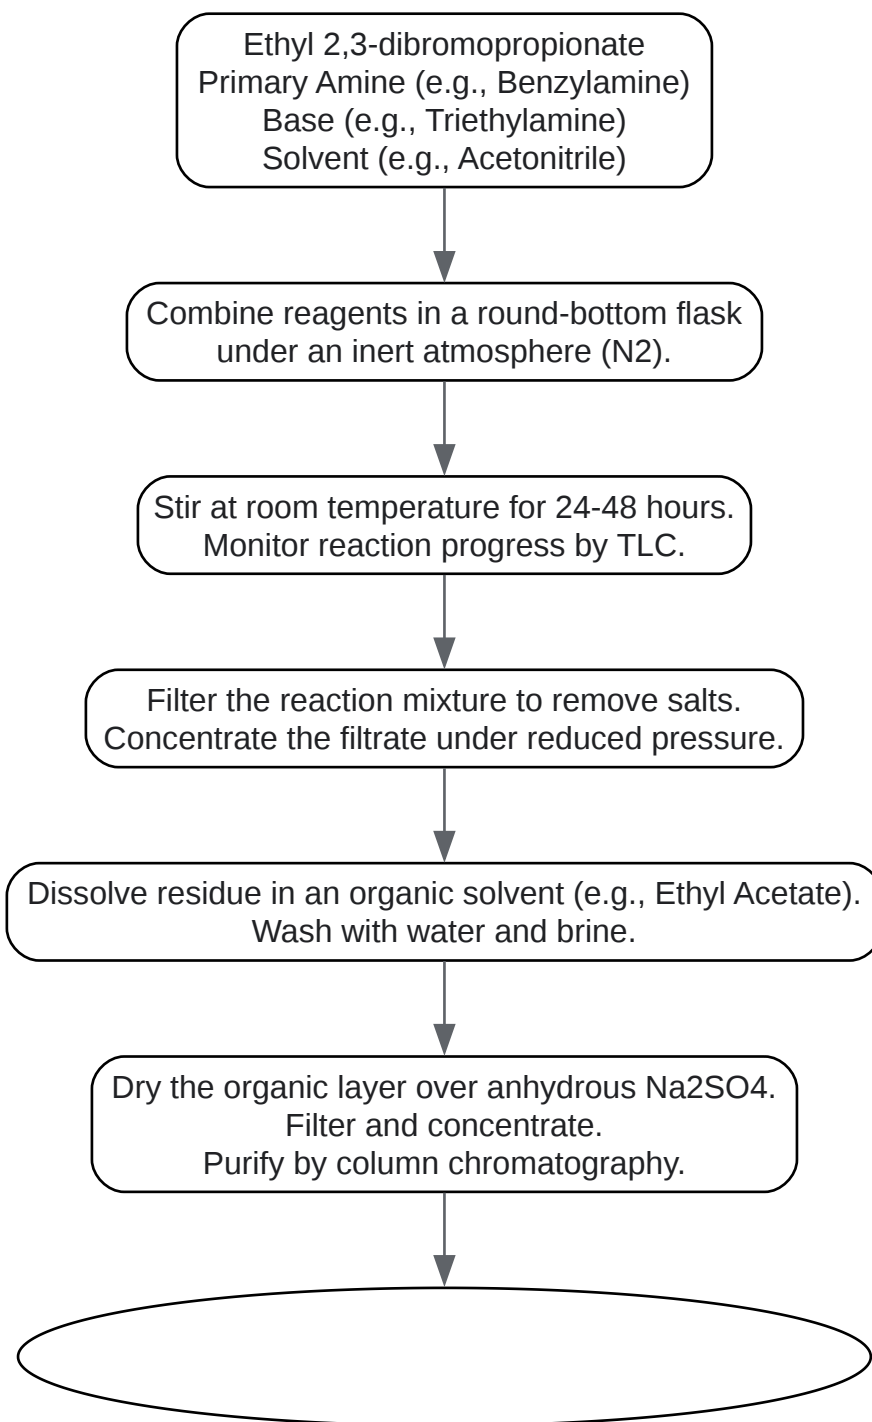 Ethyl 2,3-dibromopropionate
Primary Amine (e.g., Benzylamine)
Base (e.g., Triethylamine)
Solvent (e.g., Acetonitrile)
Combine reagents in a round-bottom flask
under an inert atmosphere (N2).
Stir at room temperature for 24-48 hours.
Monitor reaction progress by TLC.
Filter the reaction mixture to remove salts.
Concentrate the filtrate under reduced pressure.
Dissolve residue in an organic solvent (e.g., Ethyl Acetate).
Wash with water and brine.
Dry the organic layer over anhydrous Na2SO4.
Filter and concentrate.
Purify by column chromatography.